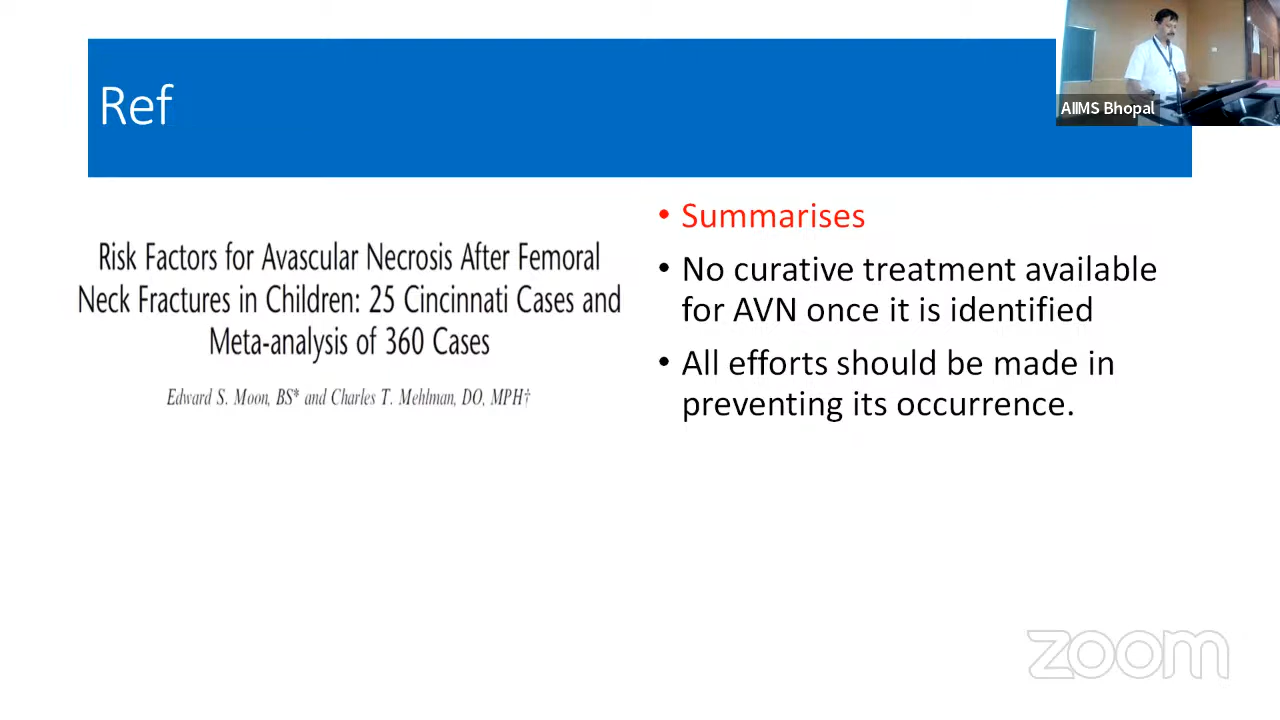 Ref
AIIMS Bhopal
Risk Factors for Avascular Necrosis After Femoral
Neck Fractures in Children: 25 Cincinnati Cases and
Meta-analysis of 360 Cases
Edward S. Moon, BS* and Charles T. Mehlman, DO, MPH†
• Summarises
• No curative treatment available
for AVN once it is identified
• All efforts should be made in
preventing its occurrence.
zoom